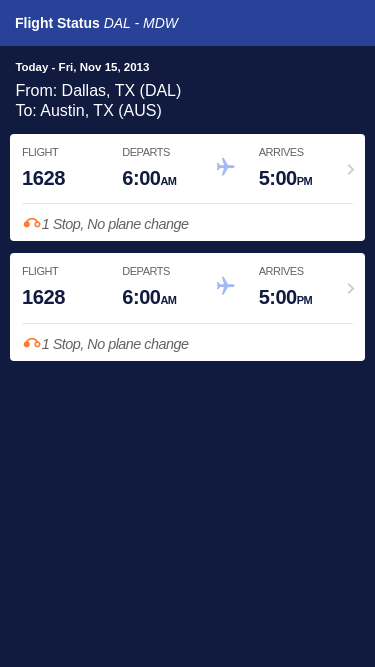 Flight Status DAL - MDW
Today - Fri, Nov 15, 2013
From: Dallas, TX (DAL)
To: Austin, TX (AUS)
FLIGHT DEPARTS ARRIVES
1628 6:00AM 5:00PM
1 Stop, No plane change
FLIGHT DEPARTS ARRIVES
1628 6:00AM 5:00PM
1 Stop, No plane change